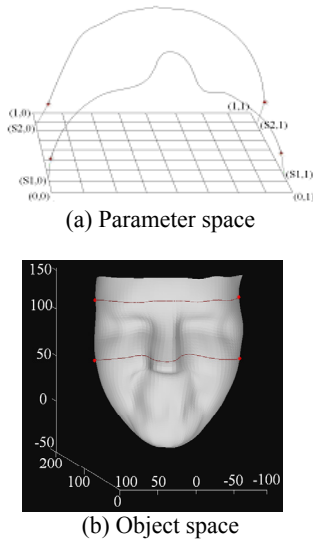 (1,0)
(1,1)
(S2,0)
(S2,1)
(S1,0)
(S1,1)
(0,0)
(0,1)
(a) Parameter space
150
100
50
0
-50
200
100
0
100 50 0 -50 -100
(b) Object space